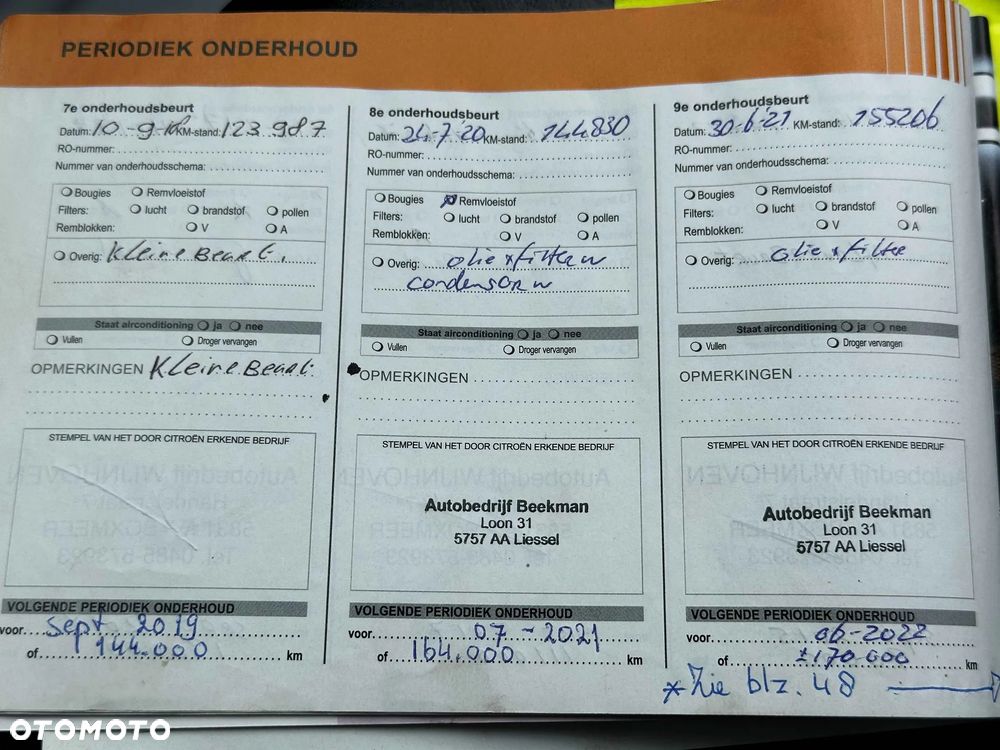 PERIODIEK ONDERHOUD
7e onderhoudsbeurt
Datum: 10-9-18 KM-stand: 123.987
RO-nummer:
Nummer van onderhoudsschema:
Bougies Remvloeistof
Filters: lucht brandstof pollen
Remblokken: V A
Overig: Kleine Beurt.
Staat airconditioning ja nee
Vullen Droger vervangen
OPMERKINGEN Kleine Beurt.
STEMPEL VAN HET DOOR CITROËN ERKENDE BEDRIJF
VOLGENDE PERIODIEK ONDERHOUD
voor Sept 2019
of 144.000 km
8e onderhoudsbeurt
Datum: 24-7-'20 KM-stand: 144830
RO-nummer:
Nummer van onderhoudsschema:
Bougies Remvloeistof
Filters: lucht brandstof pollen
Remblokken: V A
Overig: olie + filter w
condensor w
Staat airconditioning ja nee
Vullen Droger vervangen
OPMERKINGEN
STEMPEL VAN HET DOOR CITROËN ERKENDE BEDRIJF
Autobedrijf Beekman
Loon 31
5757 AA Liessel
VOLGENDE PERIODIEK ONDERHOUD
voor 07-2021
of 164.000 km
9e onderhoudsbeurt
Datum: 30-6-'21 KM-stand: 155206
RO-nummer:
Nummer van onderhoudsschema:
Bougies Remvloeistof
Filters: lucht brandstof pollen
Remblokken: V A
Overig: olie + filter
Staat airconditioning ja nee
Vullen Droger vervangen
OPMERKINGEN
STEMPEL VAN HET DOOR CITROËN ERKENDE BEDRIJF
Autobedrijf Beekman
Loon 31
5757 AA Liessel
VOLGENDE PERIODIEK ONDERHOUD
voor 06-2022
of ±170.000 km
*Zie blz. 48
OTOMOTO